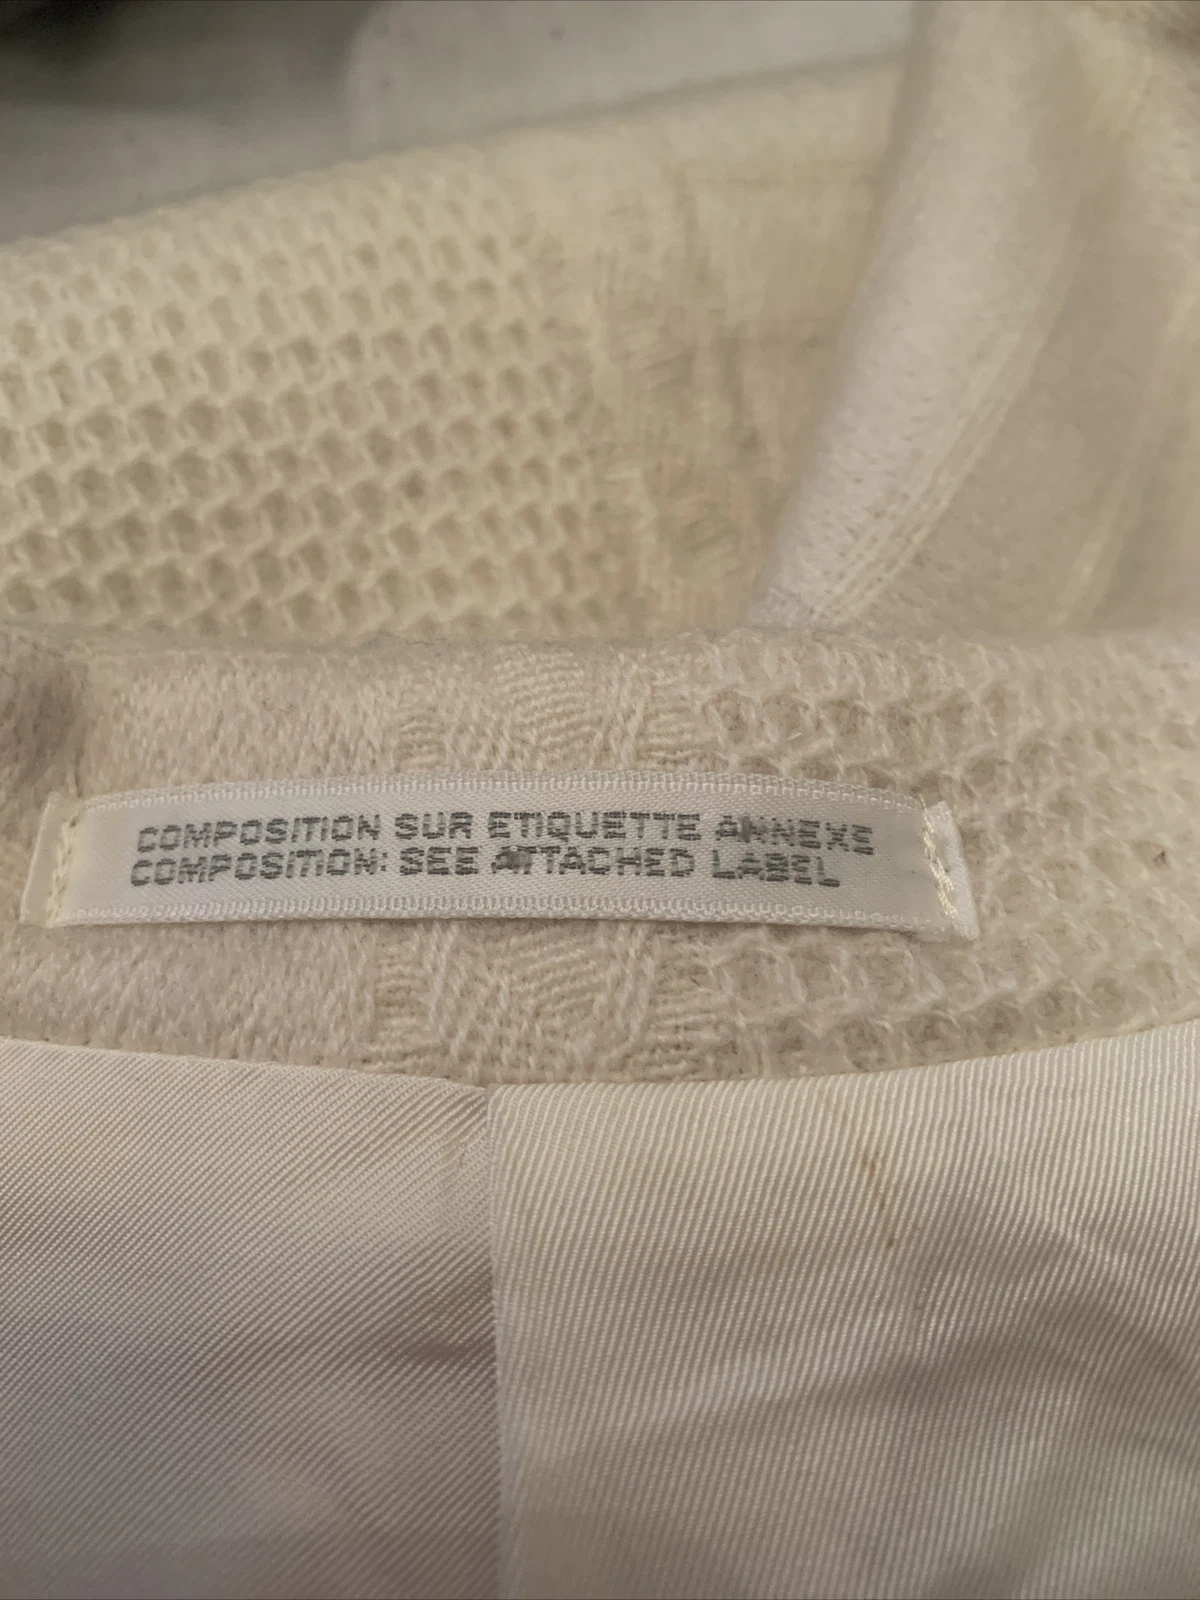 COMPOSITION SUR ETIQUETTE ANNEXE
COMPOSITION: SEE ATTACHED LABEL